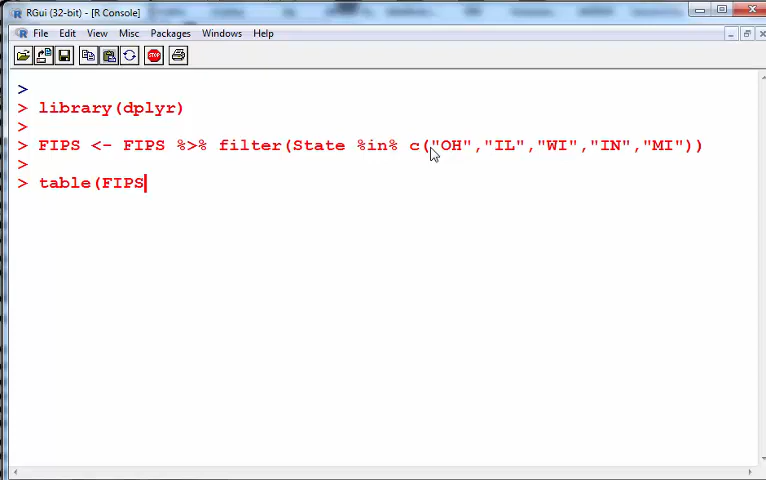 RGui (32-bit) - [R Console]
File Edit View Misc Packages Windows Help
STOP
>
> library(dplyr)
>
> FIPS <- FIPS %>% filter(State %in% c("OH","IL","WI","IN","MI"))
>
> table(FIPS